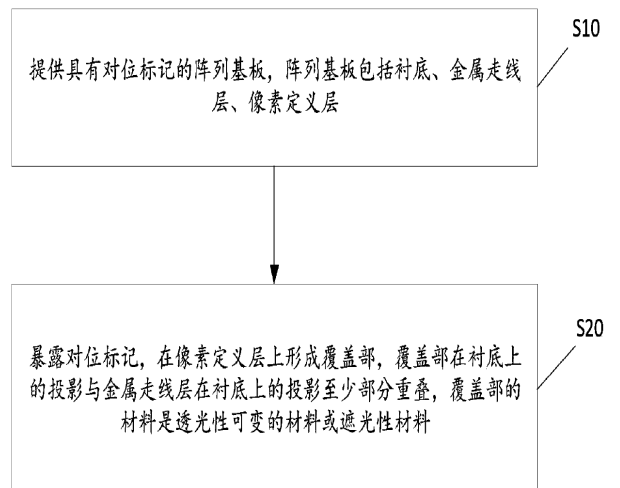 S10
提供具有对位标记的阵列基板，阵列基板包括衬底、金属走线
层、像素定义层
S20
暴露对位标记，在像素定义层上形成覆盖部，覆盖部在衬底上
的投影与金属走线层在衬底上的投影至少部分重叠，覆盖部的
材料是透光性可变的材料或遮光性材料